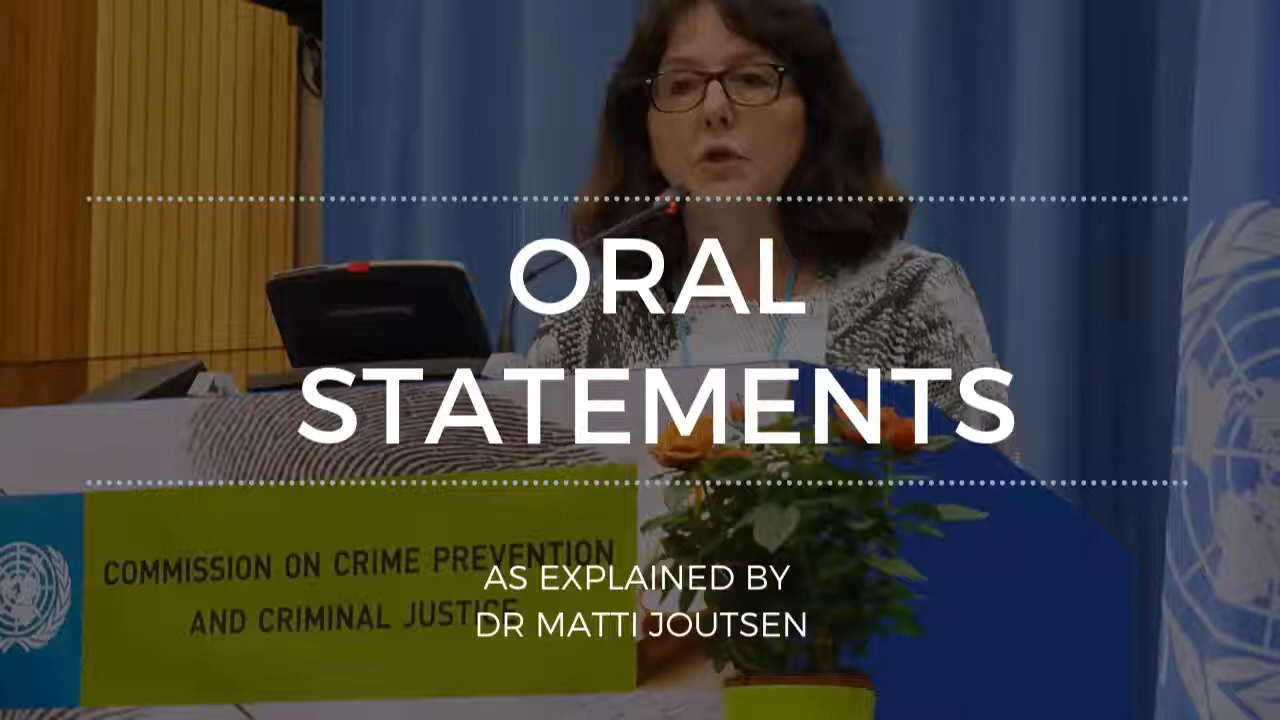 ORAL
STATEMENTS
COMMISSION ON CRIME PREVENTION
AND CRIMINAL JUSTICE
AS EXPLAINED BY
DR MATTI JOUTSEN